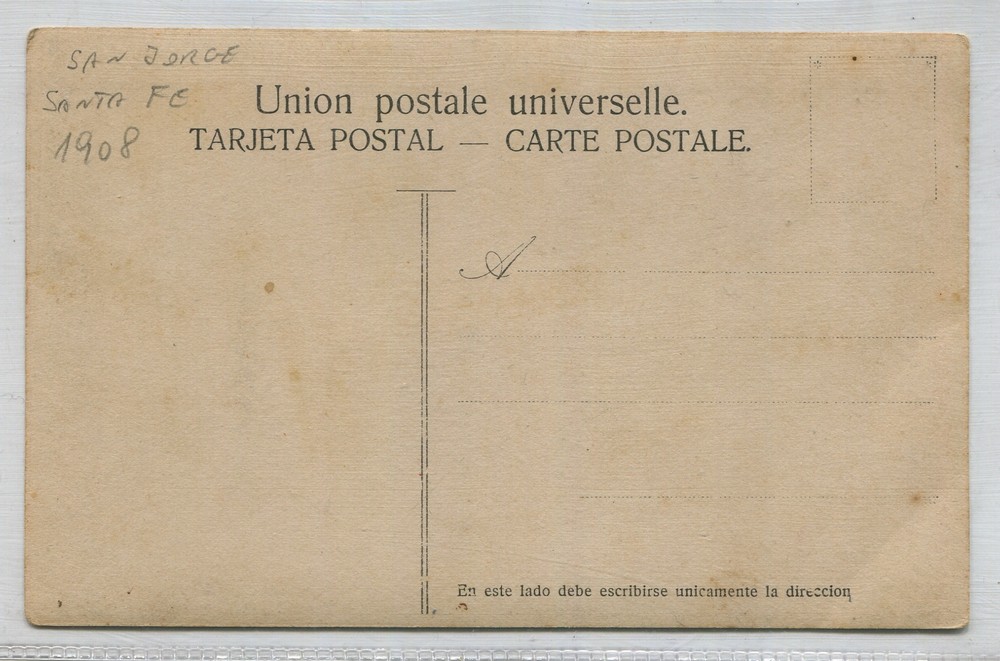 SAN JORGE
SANTA FE
1908
Union postale universelle.
TARJETA POSTAL — CARTE POSTALE.
A
En este lado debe escribirse unicamente la direccion